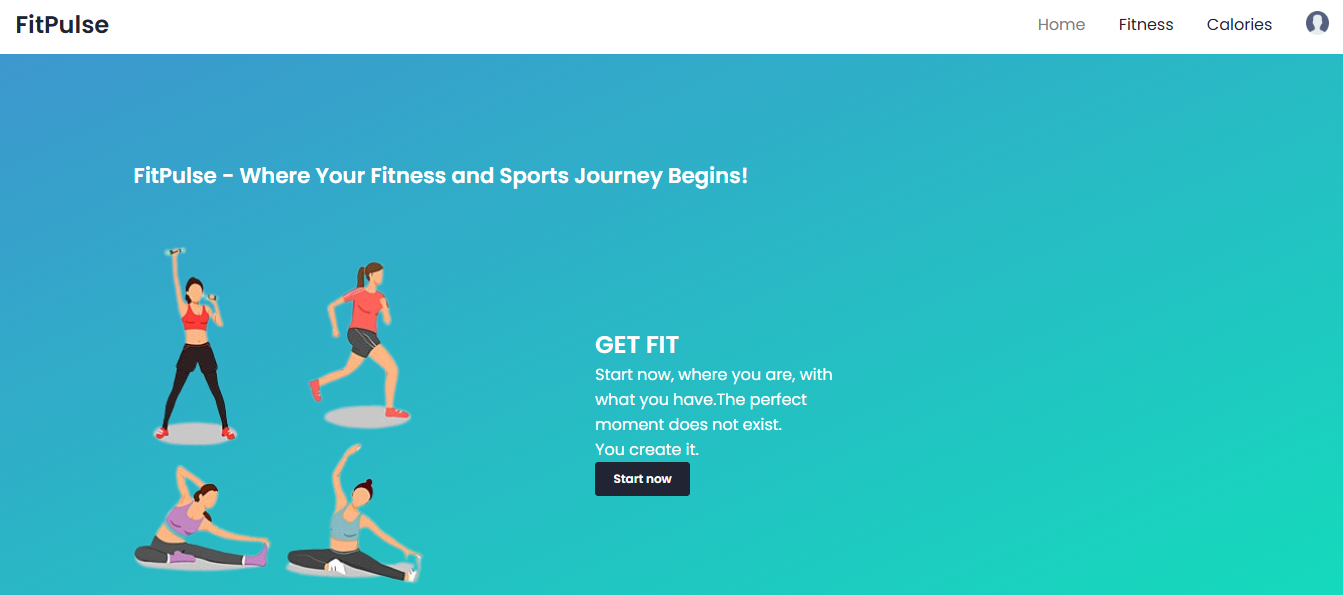 FitPulse
Home
Fitness
Calories
FitPulse - Where Your Fitness and Sports Journey Begins!
GET FIT
Start now, where you are, with
what you have.The perfect
moment does not exist.
You create it.
Start now